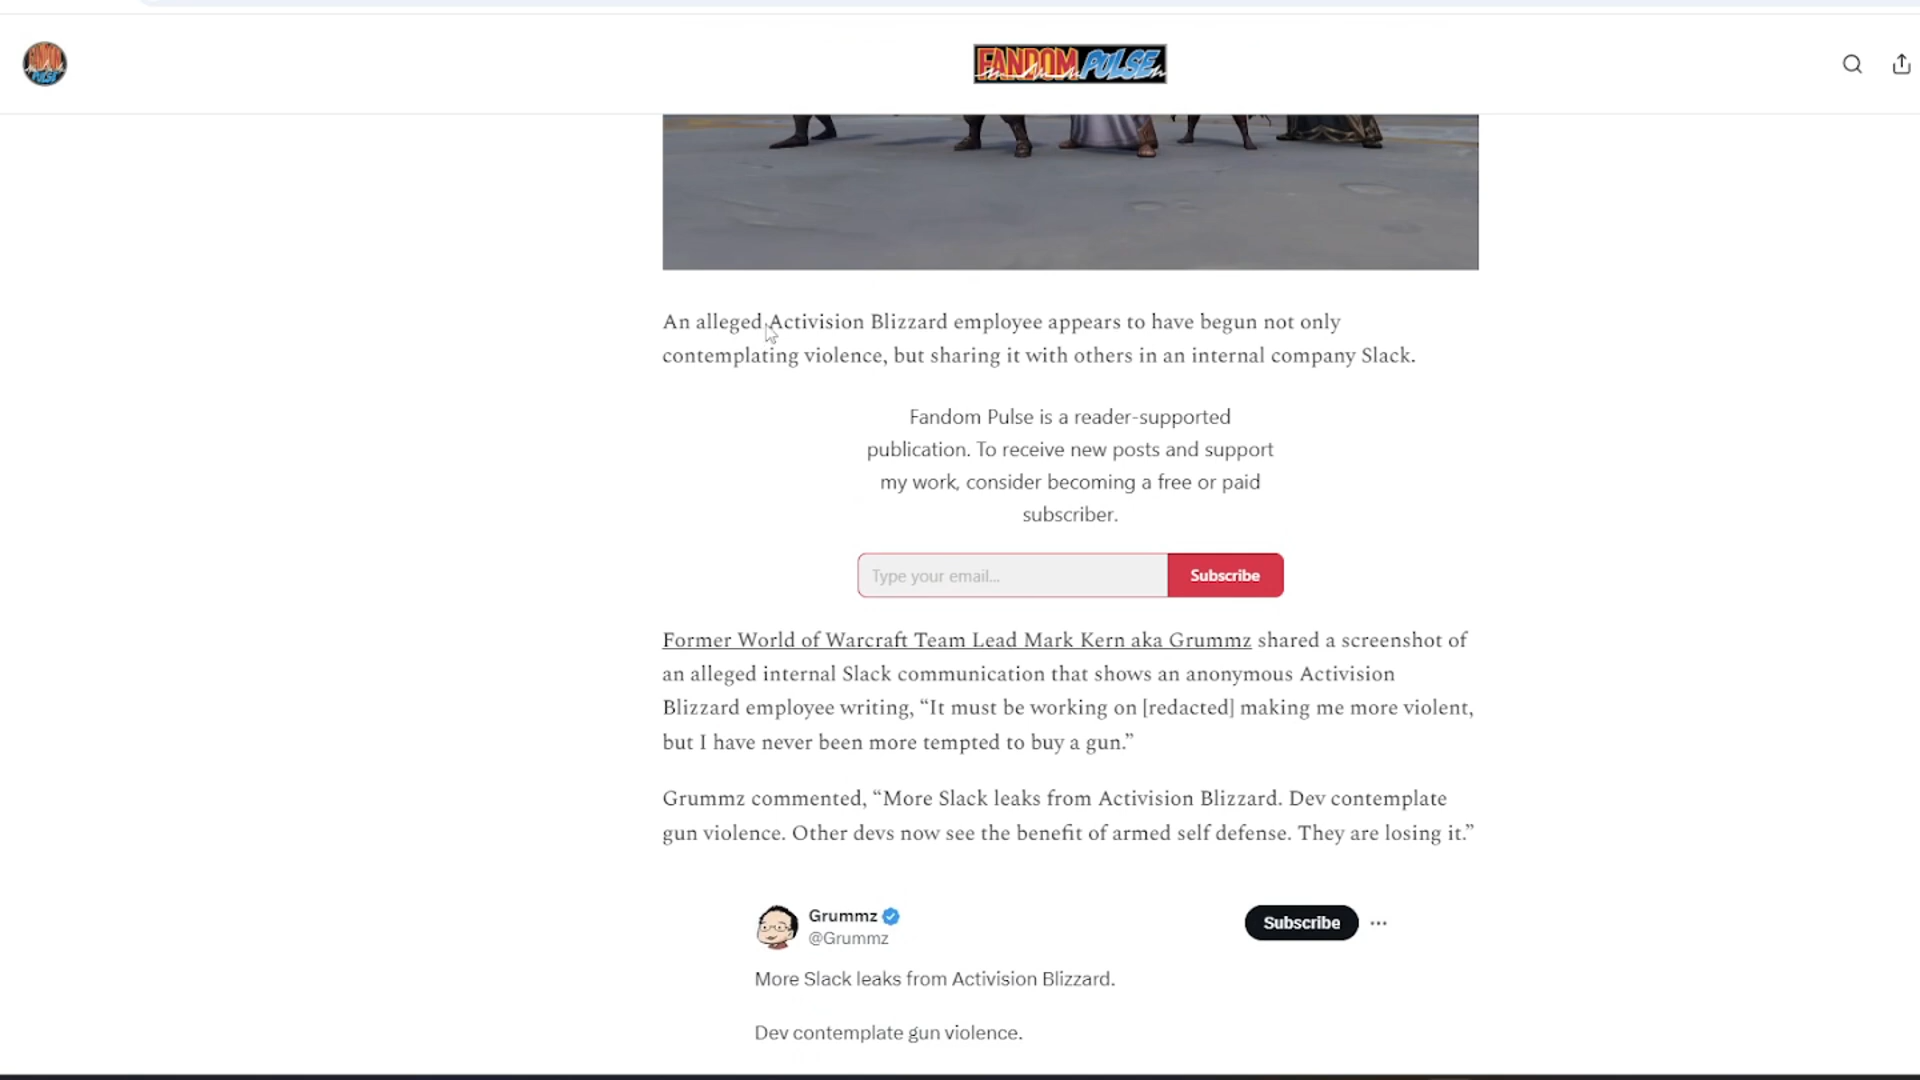 FANDOM PULSE
FANDOM PULSE
An alleged Activision Blizzard employee appears to have begun not only
contemplating violence, but sharing it with others in an internal company Slack.
Fandom Pulse is a reader-supported
publication. To receive new posts and support
my work, consider becoming a free or paid
subscriber.
Type your email...
Subscribe
Former World of Warcraft Team Lead Mark Kern aka Grummz shared a screenshot of
an alleged internal Slack communication that shows an anonymous Activision
Blizzard employee writing, “It must be working on [redacted] making me more violent,
but I have never been more tempted to buy a gun.”
Grummz commented, “More Slack leaks from Activision Blizzard. Dev contemplate
gun violence. Other devs now see the benefit of armed self defense. They are losing it.”
Grummz
@Grummz
Subscribe
More Slack leaks from Activision Blizzard.
Dev contemplate gun violence.